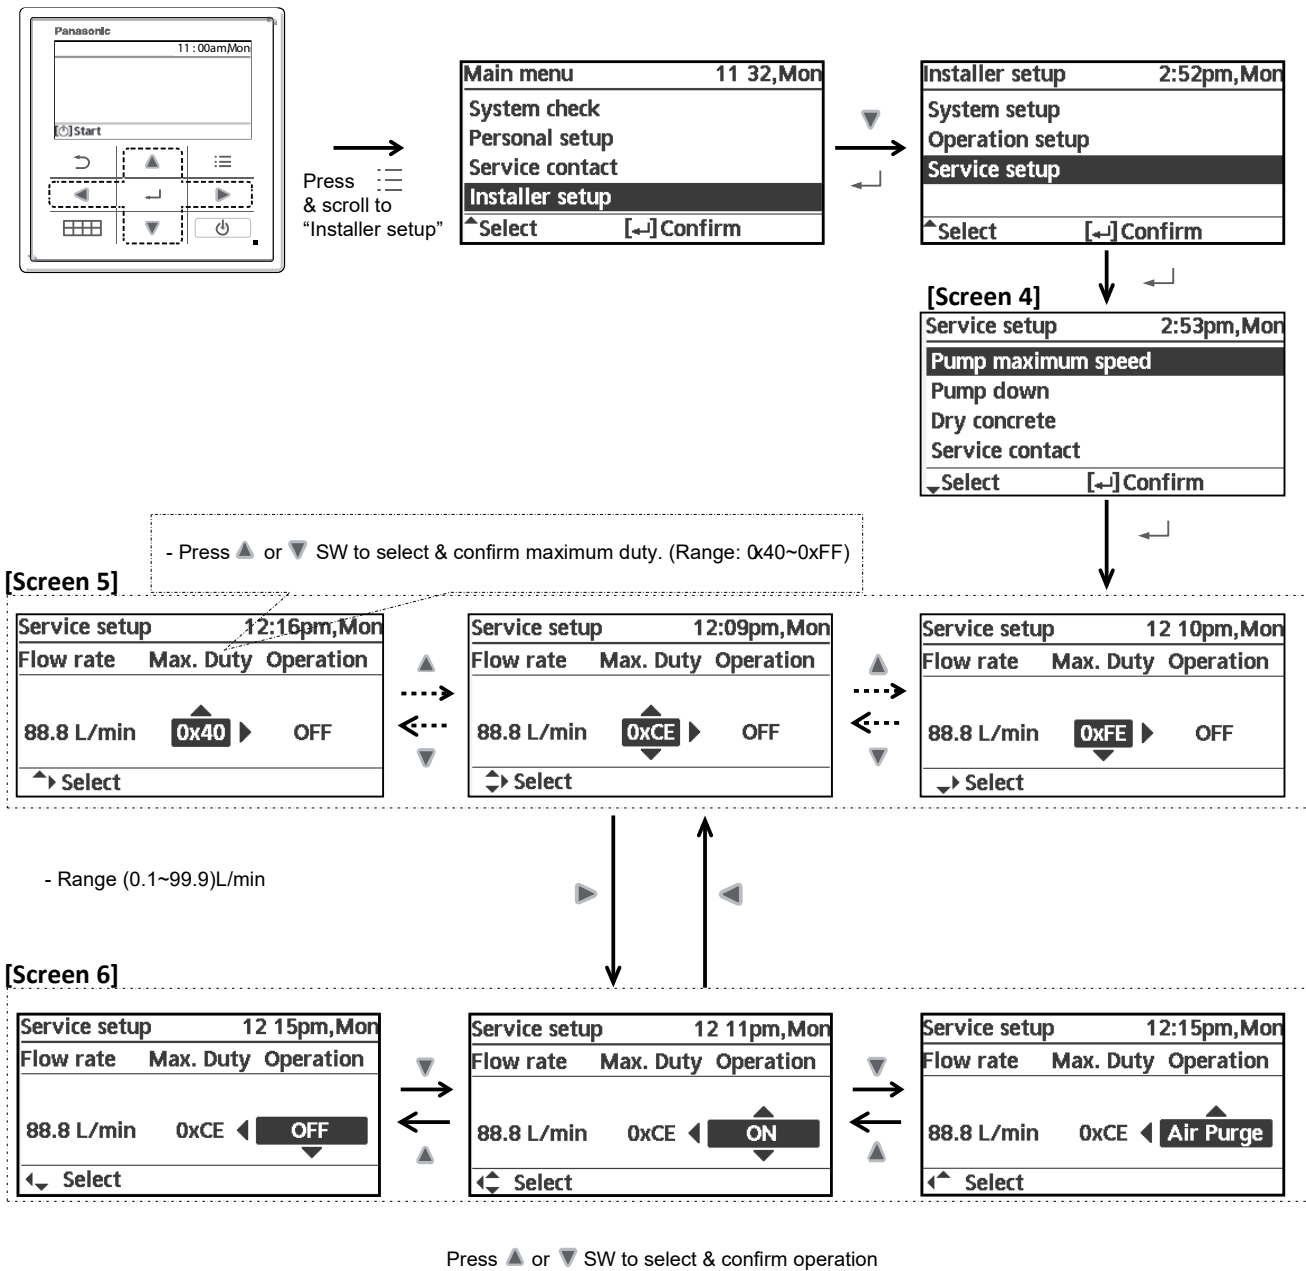 Panasonic
11:00am,Mon
[⏻]Start
Press
& scroll to
“Installer setup”
Main menu 11 32,Mon
System check
Personal setup
Service contact
Installer setup
Select [↵]Confirm
Installer setup 2:52pm,Mon
System setup
Operation setup
Service setup
Select [↵]Confirm
[Screen 4]
Service setup 2:53pm,Mon
Pump maximum speed
Pump down
Dry concrete
Service contact
Select [↵]Confirm
- Press ▲ or ▼ SW to select & confirm maximum duty. (Range: 0x40~0xFF)
[Screen 5]
Service setup 12:16pm,Mon
Flow rate Max. Duty Operation
88.8 L/min 0x40 OFF
Select
Service setup 12:09pm,Mon
Flow rate Max. Duty Operation
88.8 L/min 0xCE OFF
Select
Service setup 12 10pm,Mon
Flow rate Max. Duty Operation
88.8 L/min 0xFE OFF
Select
- Range (0.1~99.9)L/min
[Screen 6]
Service setup 12 15pm,Mon
Flow rate Max. Duty Operation
88.8 L/min 0xCE OFF
Select
Service setup 12 11pm,Mon
Flow rate Max. Duty Operation
88.8 L/min 0xCE ON
Select
Service setup 12:15pm,Mon
Flow rate Max. Duty Operation
88.8 L/min 0xCE Air Purge
Select
Press ▲ or ▼ SW to select & confirm operation